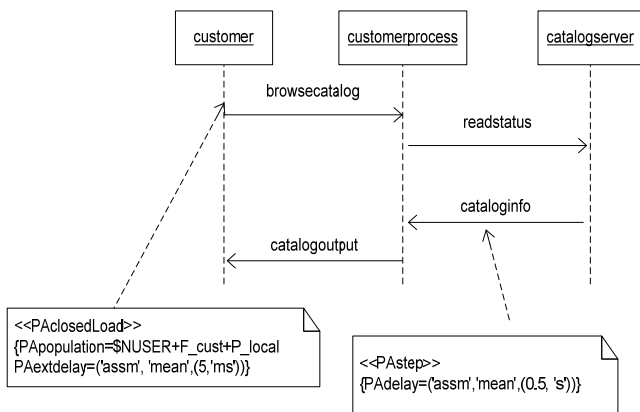 customer
customerprocess
catalogserver
browsecatalog
readstatus
cataloginfo
catalogoutput
<<PAclosedLoad>>
{PApopulation=$NUSER+F_cust+P_local
PAextdelay=('assm', 'mean',(5,'ms'))}
<<PAstep>>
{PAdelay=('assm','mean',(0.5, 's'))}